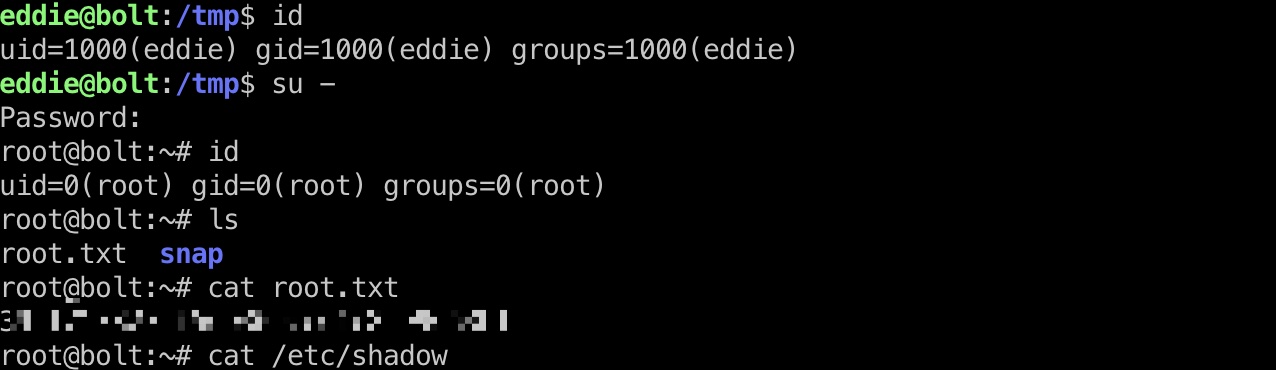 eddie@bolt:/tmp$ id
uid=1000(eddie) gid=1000(eddie) groups=1000(eddie)
eddie@bolt:/tmp$ su -
Password:
root@bolt:~# id
uid=0(root) gid=0(root) groups=0(root)
root@bolt:~# ls
root.txt  snap
root@bolt:~# cat root.txt
root@bolt:~# cat /etc/shadow